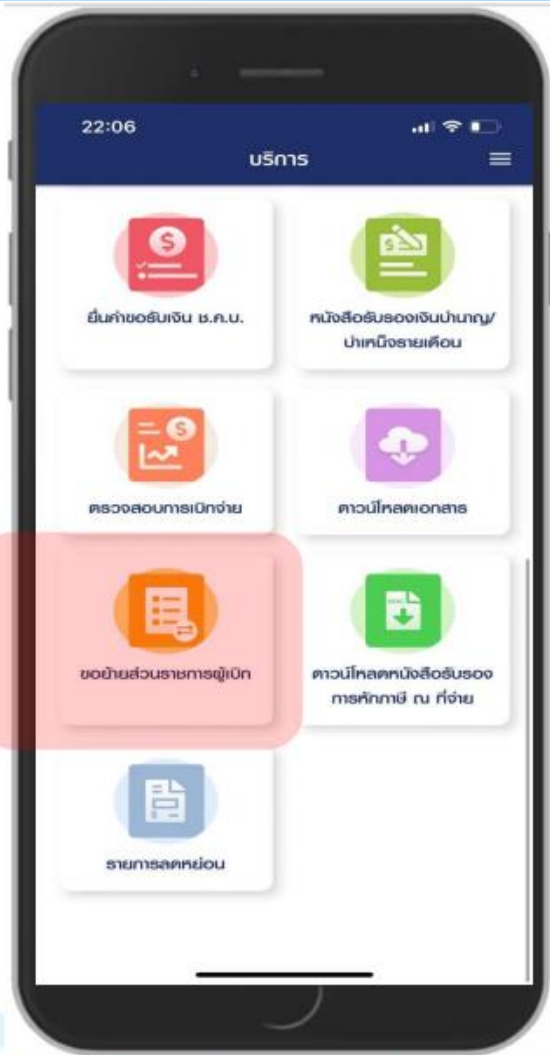 22:06
บริการ
ยื่นคำขอรับเงิน ช.ค.บ.
หนังสือรับรองเงินบำนาญ/
บำเหน็จรายเดือน
ตรวจสอบการเบิกจ่าย
ดาวน์โหลดเอกสาร
ขอย้ายส่วนราชการผู้เบิก
ดาวน์โหลดหนังสือรับรอง
การหักภาษี ณ ที่จ่าย
รายการลดหย่อน